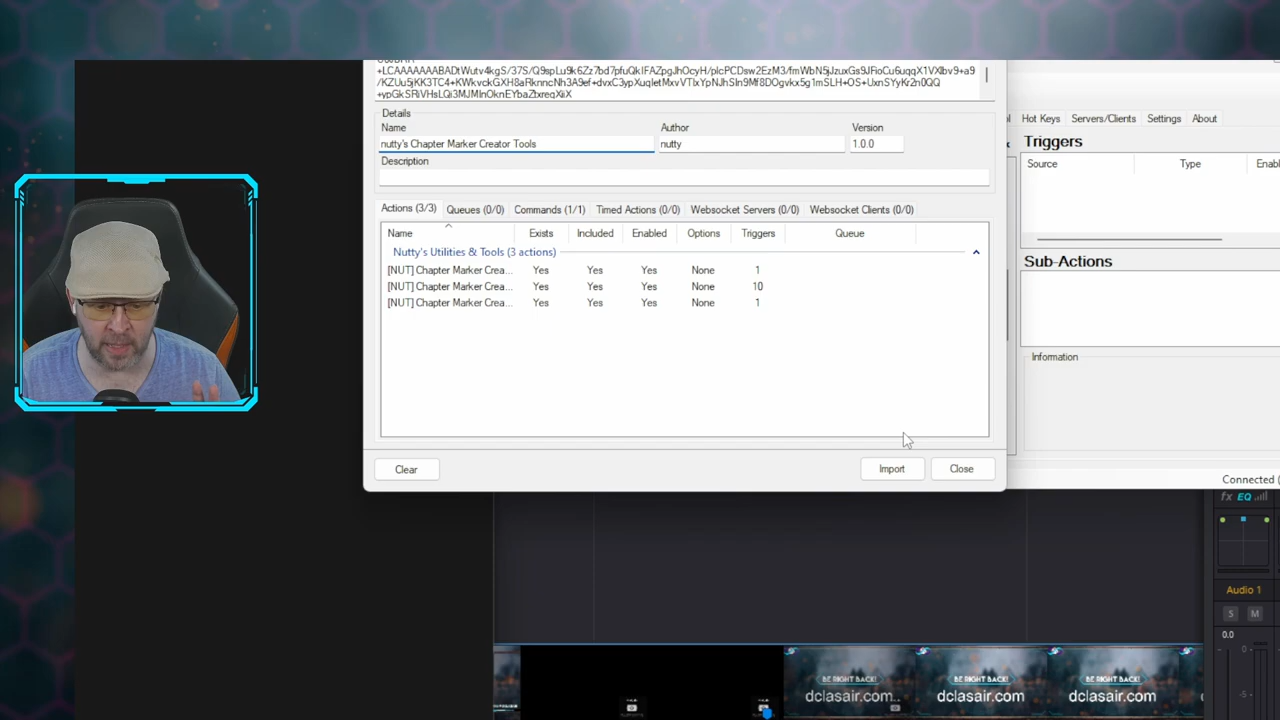 Details
Name
Author
Version
nutty's Chapter Marker Creator Tools
nutty
1.0.0
Description
Actions (3/3)
Queues (0/0)
Commands (1/1)
Timed Actions (0/0)
Websocket Servers (0/0)
Websocket Clients (0/0)
Name
Exists
Included
Enabled
Options
Triggers
Queue
Nutty's Utilities & Tools (3 actions)
[NUT] Chapter Marker Crea... Yes Yes Yes None 1
[NUT] Chapter Marker Crea... Yes Yes Yes None 10
[NUT] Chapter Marker Crea... Yes Yes Yes None 1
Clear
Import
Close
Hot Keys
Servers/Clients
Settings
About
Triggers
Source
Type
Enabl
Sub-Actions
Information
Connected (
fx EQ
Audio 1
S M
0.0
0-
-5-
BE RIGHT BACK!
dclasair.com
BE RIGHT BACK!
dclasair.com
BE RIGHT BACK!
dclasair.com